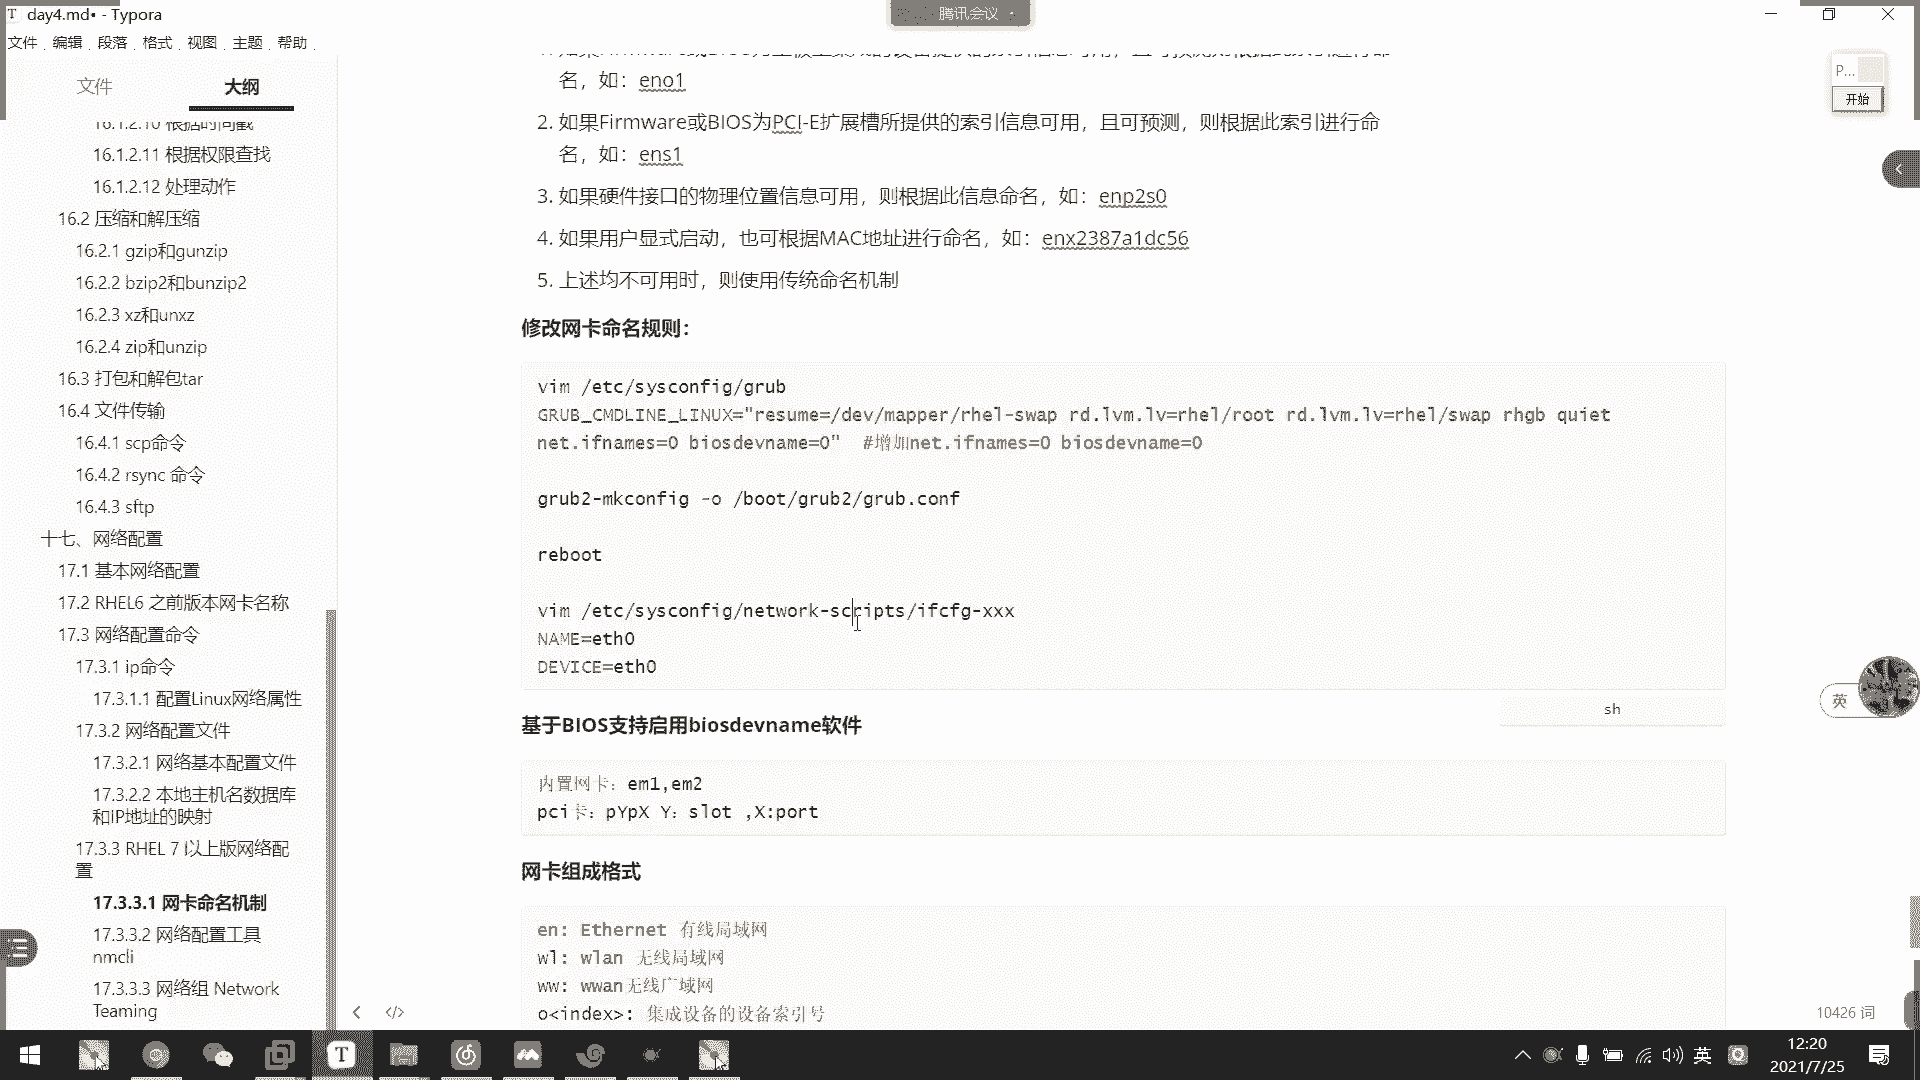 day4.md• - Typora
腾讯会议
文件 编辑 段落 格式 视图 主题 帮助
文件 大纲
16.1.2.10 根据时间戳
16.1.2.11 根据权限查找
16.1.2.12 处理动作
16.2 压缩和解压缩
16.2.1 gzip和gunzip
16.2.2 bzip2和bunzip2
16.2.3 xz和unxz
16.2.4 zip和unzip
16.3 打包和解包tar
16.4 文件传输
16.4.1 scp命令
16.4.2 rsync 命令
16.4.3 sftp
十七、网络配置
17.1 基本网络配置
17.2 RHEL6 之前版本网卡名称
17.3 网络配置命令
17.3.1 ip命令
17.3.1.1 配置Linux网络属性
17.3.2 网络配置文件
17.3.2.1 网络基本配置文件
17.3.2.2 本地主机名数据库
和IP地址的映射
17.3.3 RHEL 7 以上版网络配
置
17.3.3.1 网卡命名机制
17.3.3.2 网络配置工具
nmcli
17.3.3.3 网络组 Network
Teaming
名，如：eno1
2. 如果Firmware或BIOS为PCI-E扩展槽所提供的索引信息可用，且可预测，则根据此索引进行命
名，如：ens1
3. 如果硬件接口的物理位置信息可用，则根据此信息命名，如：enp2s0
4. 如果用户显式启动，也可根据MAC地址进行命名，如：enx2387a1dc56
5. 上述均不可用时，则使用传统命名机制
修改网卡命名规则：
vim /etc/sysconfig/grub
GRUB_CMDLINE_LINUX="resume=/dev/mapper/rhel-swap rd.lvm.lv=rhel/root rd.lvm.lv=rhel/swap rhgb quiet
net.ifnames=0 biosdevname=0"  #增加net.ifnames=0 biosdevname=0
grub2-mkconfig -o /boot/grub2/grub.conf
reboot
vim /etc/sysconfig/network-scripts/ifcfg-xxx
NAME=eth0
DEVICE=eth0
sh
基于BIOS支持启用biosdevname软件
内置网卡：em1,em2
pci卡：pYpX Y：slot ,X:port
网卡组成格式
en: Ethernet 有线局域网
wl: wlan 无线局域网
ww: wwan无线广域网
o<index>: 集成设备的设备索引号
P...
开始
英
</> 
10426 词
英
12:20
2021/7/25